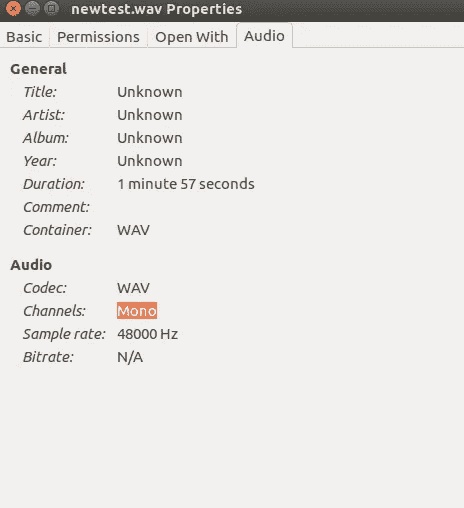 newtest.wav Properties
Basic Permissions Open With Audio
General
Title: Unknown
Artist: Unknown
Album: Unknown
Year: Unknown
Duration: 1 minute 57 seconds
Comment:
Container: WAV
Audio
Codec: WAV
Channels: Mono
Sample rate: 48000 Hz
Bitrate: N/A